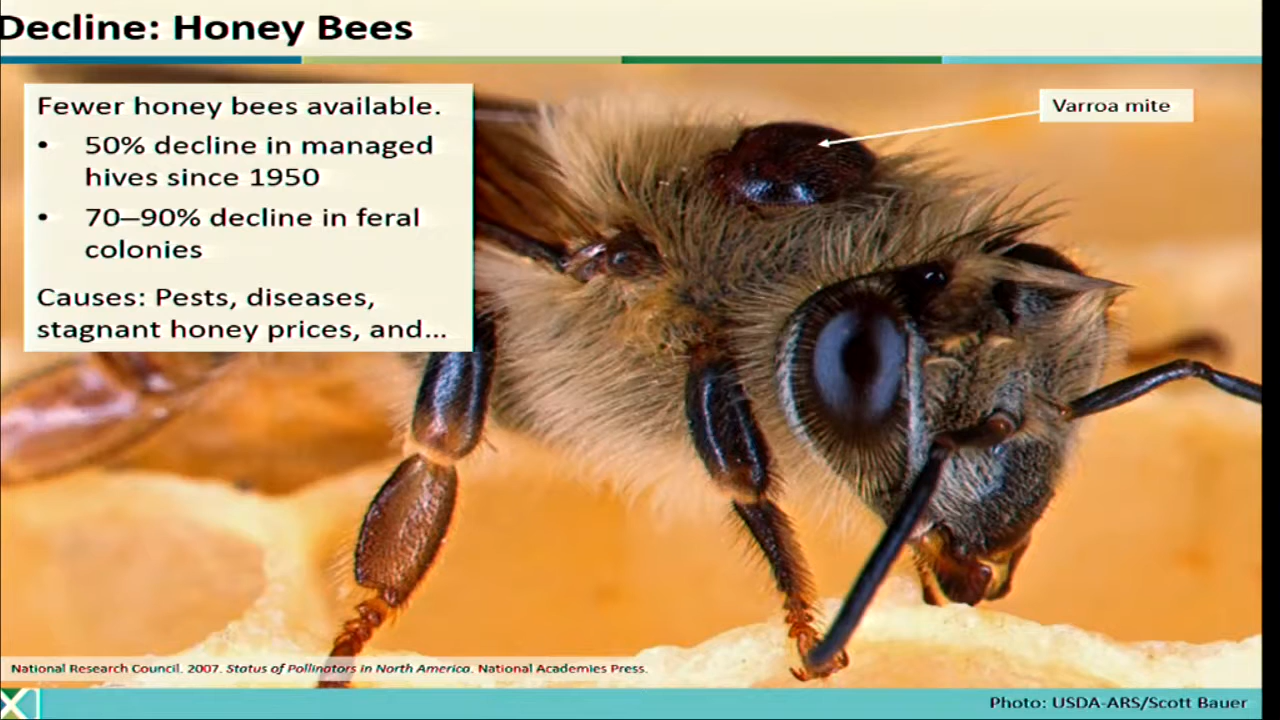 Decline: Honey Bees
Fewer honey bees available.
• 50% decline in managed
hives since 1950
• 70–90% decline in feral
colonies
Causes: Pests, diseases,
stagnant honey prices, and...
Varroa mite
National Research Council. 2007. Status of Pollinators in North America. National Academies Press.
Photo: USDA-ARS/Scott Bauer